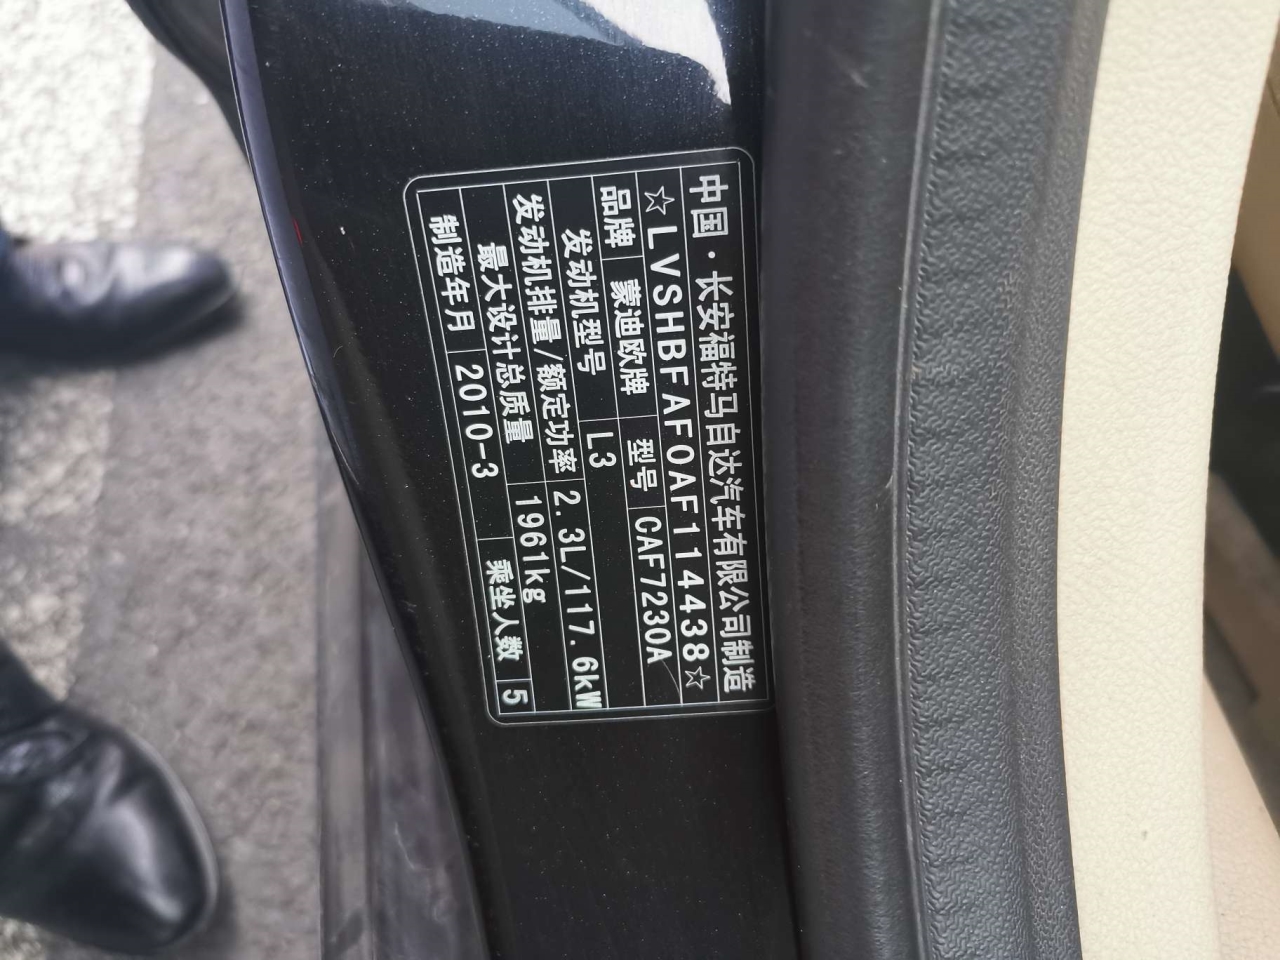 中国·长安福特马自达汽车有限公司制造
☆LVSHBFAF0AF114438☆
品牌 蒙迪欧牌 型号 CAF7230A
发动机型号 L3
发动机排量/额定功率 2.3L/117.6kW
最大设计总质量 1961kg
制造年月 2010-3 乘坐人数 5